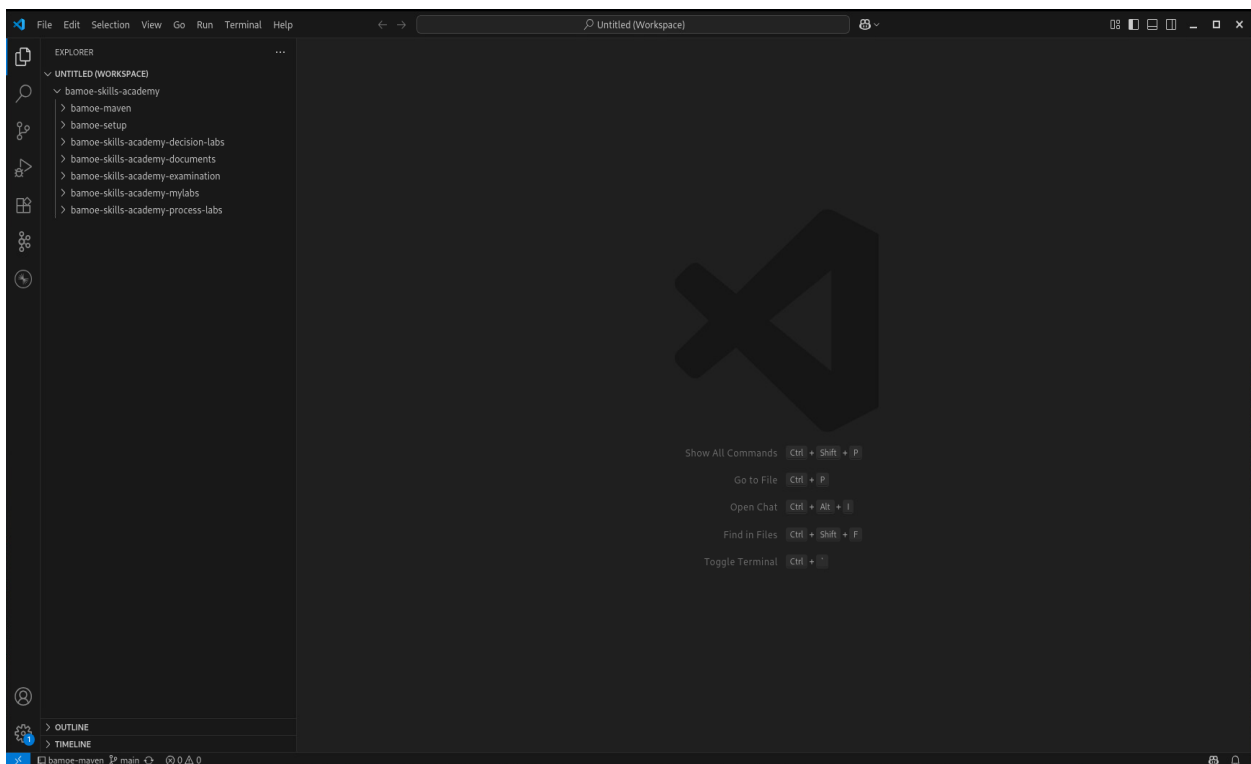 File Edit Selection View Go Run Terminal Help
Untitled (Workspace)
EXPLORER
UNTITLED (WORKSPACE)
bamoe-skills-academy
bamoe-maven
bamoe-setup
bamoe-skills-academy-decision-labs
bamoe-skills-academy-documents
bamoe-skills-academy-examination
bamoe-skills-academy-mylabs
bamoe-skills-academy-process-labs
Show All Commands Ctrl + Shift + P
Go to File Ctrl + P
Open Chat Ctrl + Alt + I
Find in Files Ctrl + Shift + F
Toggle Terminal Ctrl + `
1
OUTLINE
TIMELINE
bamoe-maven main 0 0